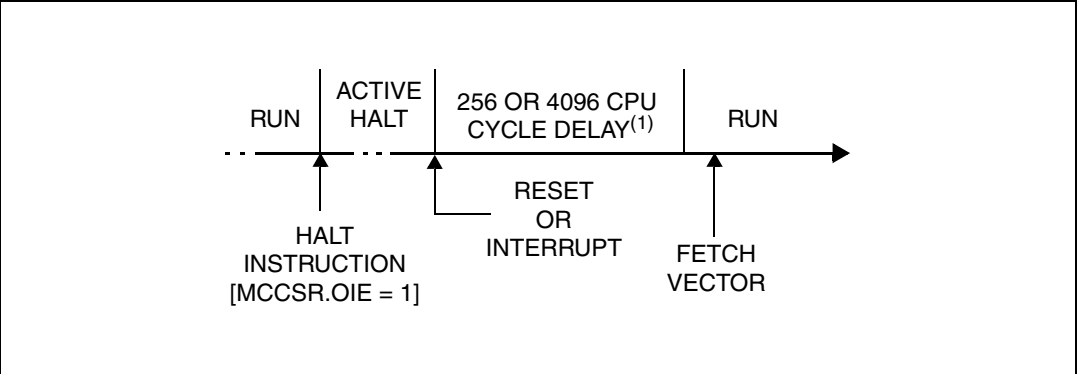 RUN
ACTIVE
HALT
256 OR 4096 CPU
CYCLE DELAY(1)
RUN
HALT
INSTRUCTION
[MCCSR.OIE = 1]
RESET
OR
INTERRUPT
FETCH
VECTOR